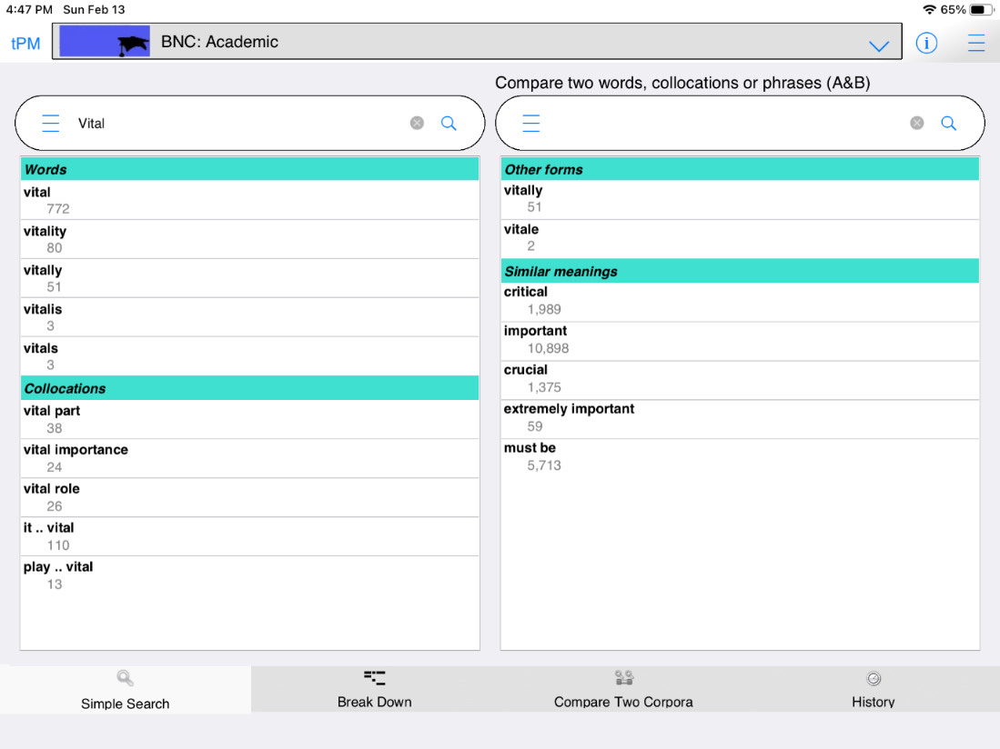 4:47 PM Sun Feb 13
65%
tPM
BNC: Academic
Compare two words, collocations or phrases (A&B)
Vital
Words
vital
772
vitality
80
vitally
51
vitalis
3
vitals
3
Collocations
vital part
38
vital importance
24
vital role
26
it .. vital
110
play .. vital
13
Other forms
vitally
51
vitale
2
Similar meanings
critical
1,989
important
10,898
crucial
1,375
extremely important
59
must be
5,713
Simple Search
Break Down
Compare Two Corpora
History